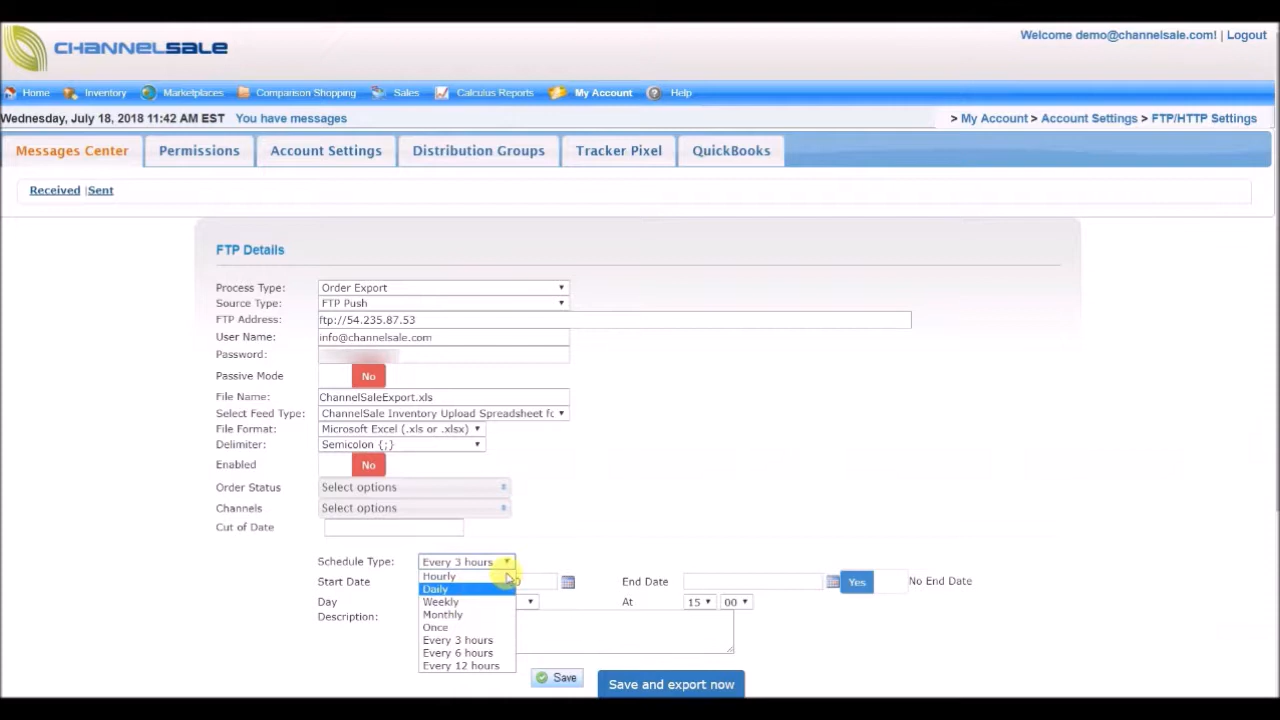 CHANNELSALE
Welcome demo@channelsale.com! | Logout
Home Inventory Marketplaces Comparison Shopping Sales Calculus Reports My Account Help
Wednesday, July 18, 2018 11:42 AM EST You have messages > My Account > Account Settings > FTP/HTTP Settings
Messages Center Permissions Account Settings Distribution Groups Tracker Pixel QuickBooks
Received |Sent
FTP Details
Process Type: Order Export
Source Type: FTP Push
FTP Address: ftp://54.235.87.53
User Name: info@channelsale.com
Password:
Passive Mode No
File Name: ChannelSaleExport.xls
Select Feed Type: ChannelSale Inventory Upload Spreadsheet fo
File Format: Microsoft Excel (.xls or .xlsx)
Delimiter: Semicolon {;}
Enabled No
Order Status Select options
Channels Select options
Cut of Date
Schedule Type: Every 3 hours
Hourly
Start Date End Date Yes No End Date
Daily
Day Weekly At 15 00
Description: Monthly
Once
Every 3 hours
Every 6 hours
Every 12 hours
Save Save and export now